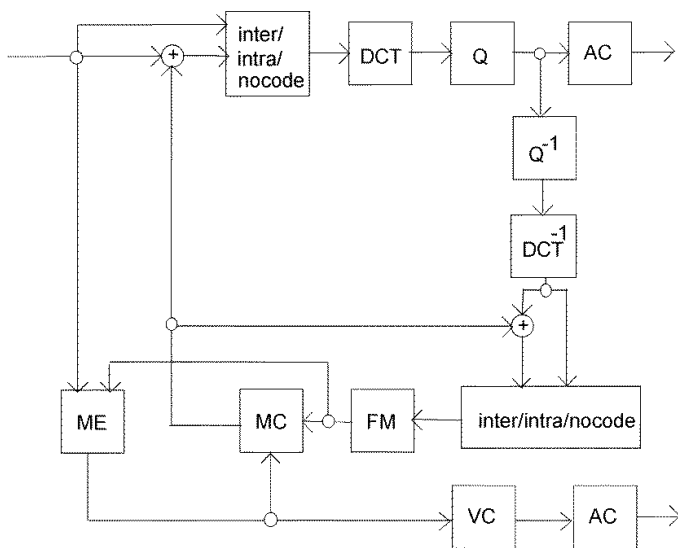 inter/
intra/
nocode
DCT
Q
AC
+
Q-1
DCT-1
+
ME
MC
FM
inter/intra/nocode
VC
AC